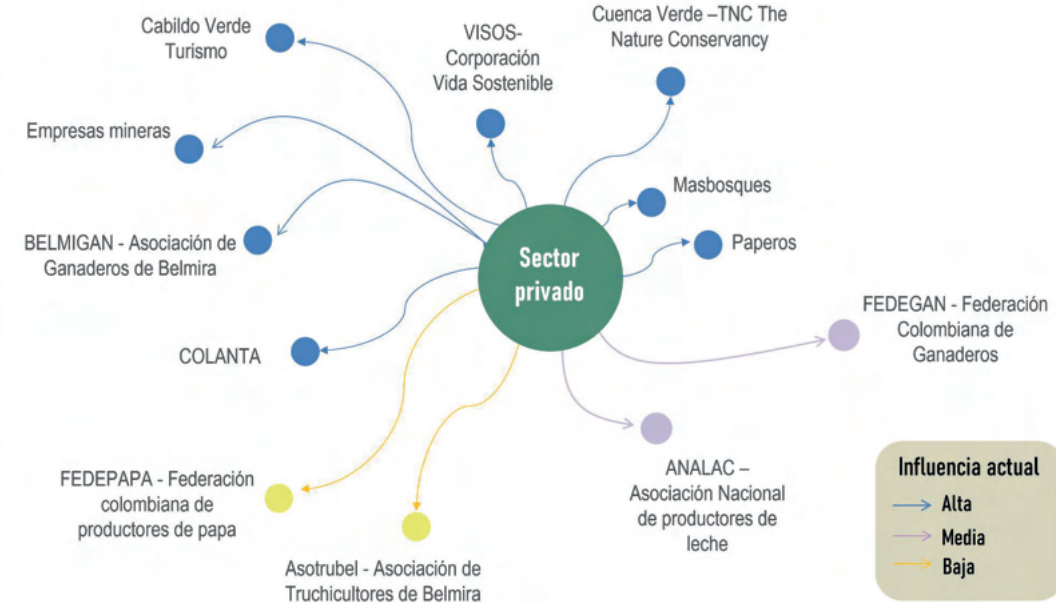 Cabildo Verde
Turismo
VISOS-
Corporación
Vida Sostenible
Cuenca Verde –TNC The
Nature Conservancy
Empresas mineras
Masbosques
BELMIGAN - Asociación de
Ganaderos de Belmira
Paperos
Sector
privado
FEDEGAN - Federación
Colombiana de
Ganaderos
COLANTA
FEDEPAPA - Federación
colombiana de
productores de papa
ANALAC –
Asociación Nacional
de productores de
leche
Asotrubel - Asociación de
Truchicultores de Belmira
Influencia actual
Alta
Media
Baja